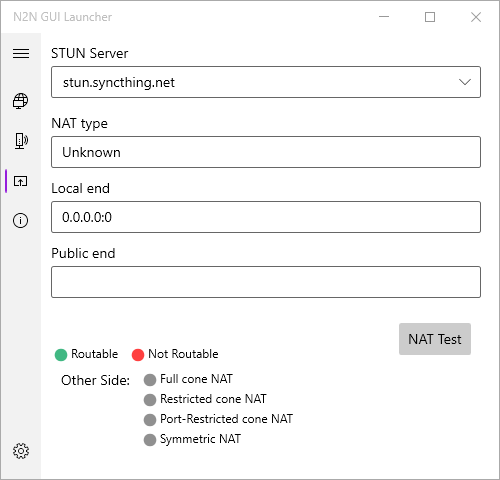 N2N GUI Launcher
STUN Server
stun.syncthing.net
NAT type
Unknown
Local end
0.0.0.0:0
Public end
NAT Test
Routable Not Routable
Other Side: Full cone NAT
Restricted cone NAT
Port-Restricted cone NAT
Symmetric NAT